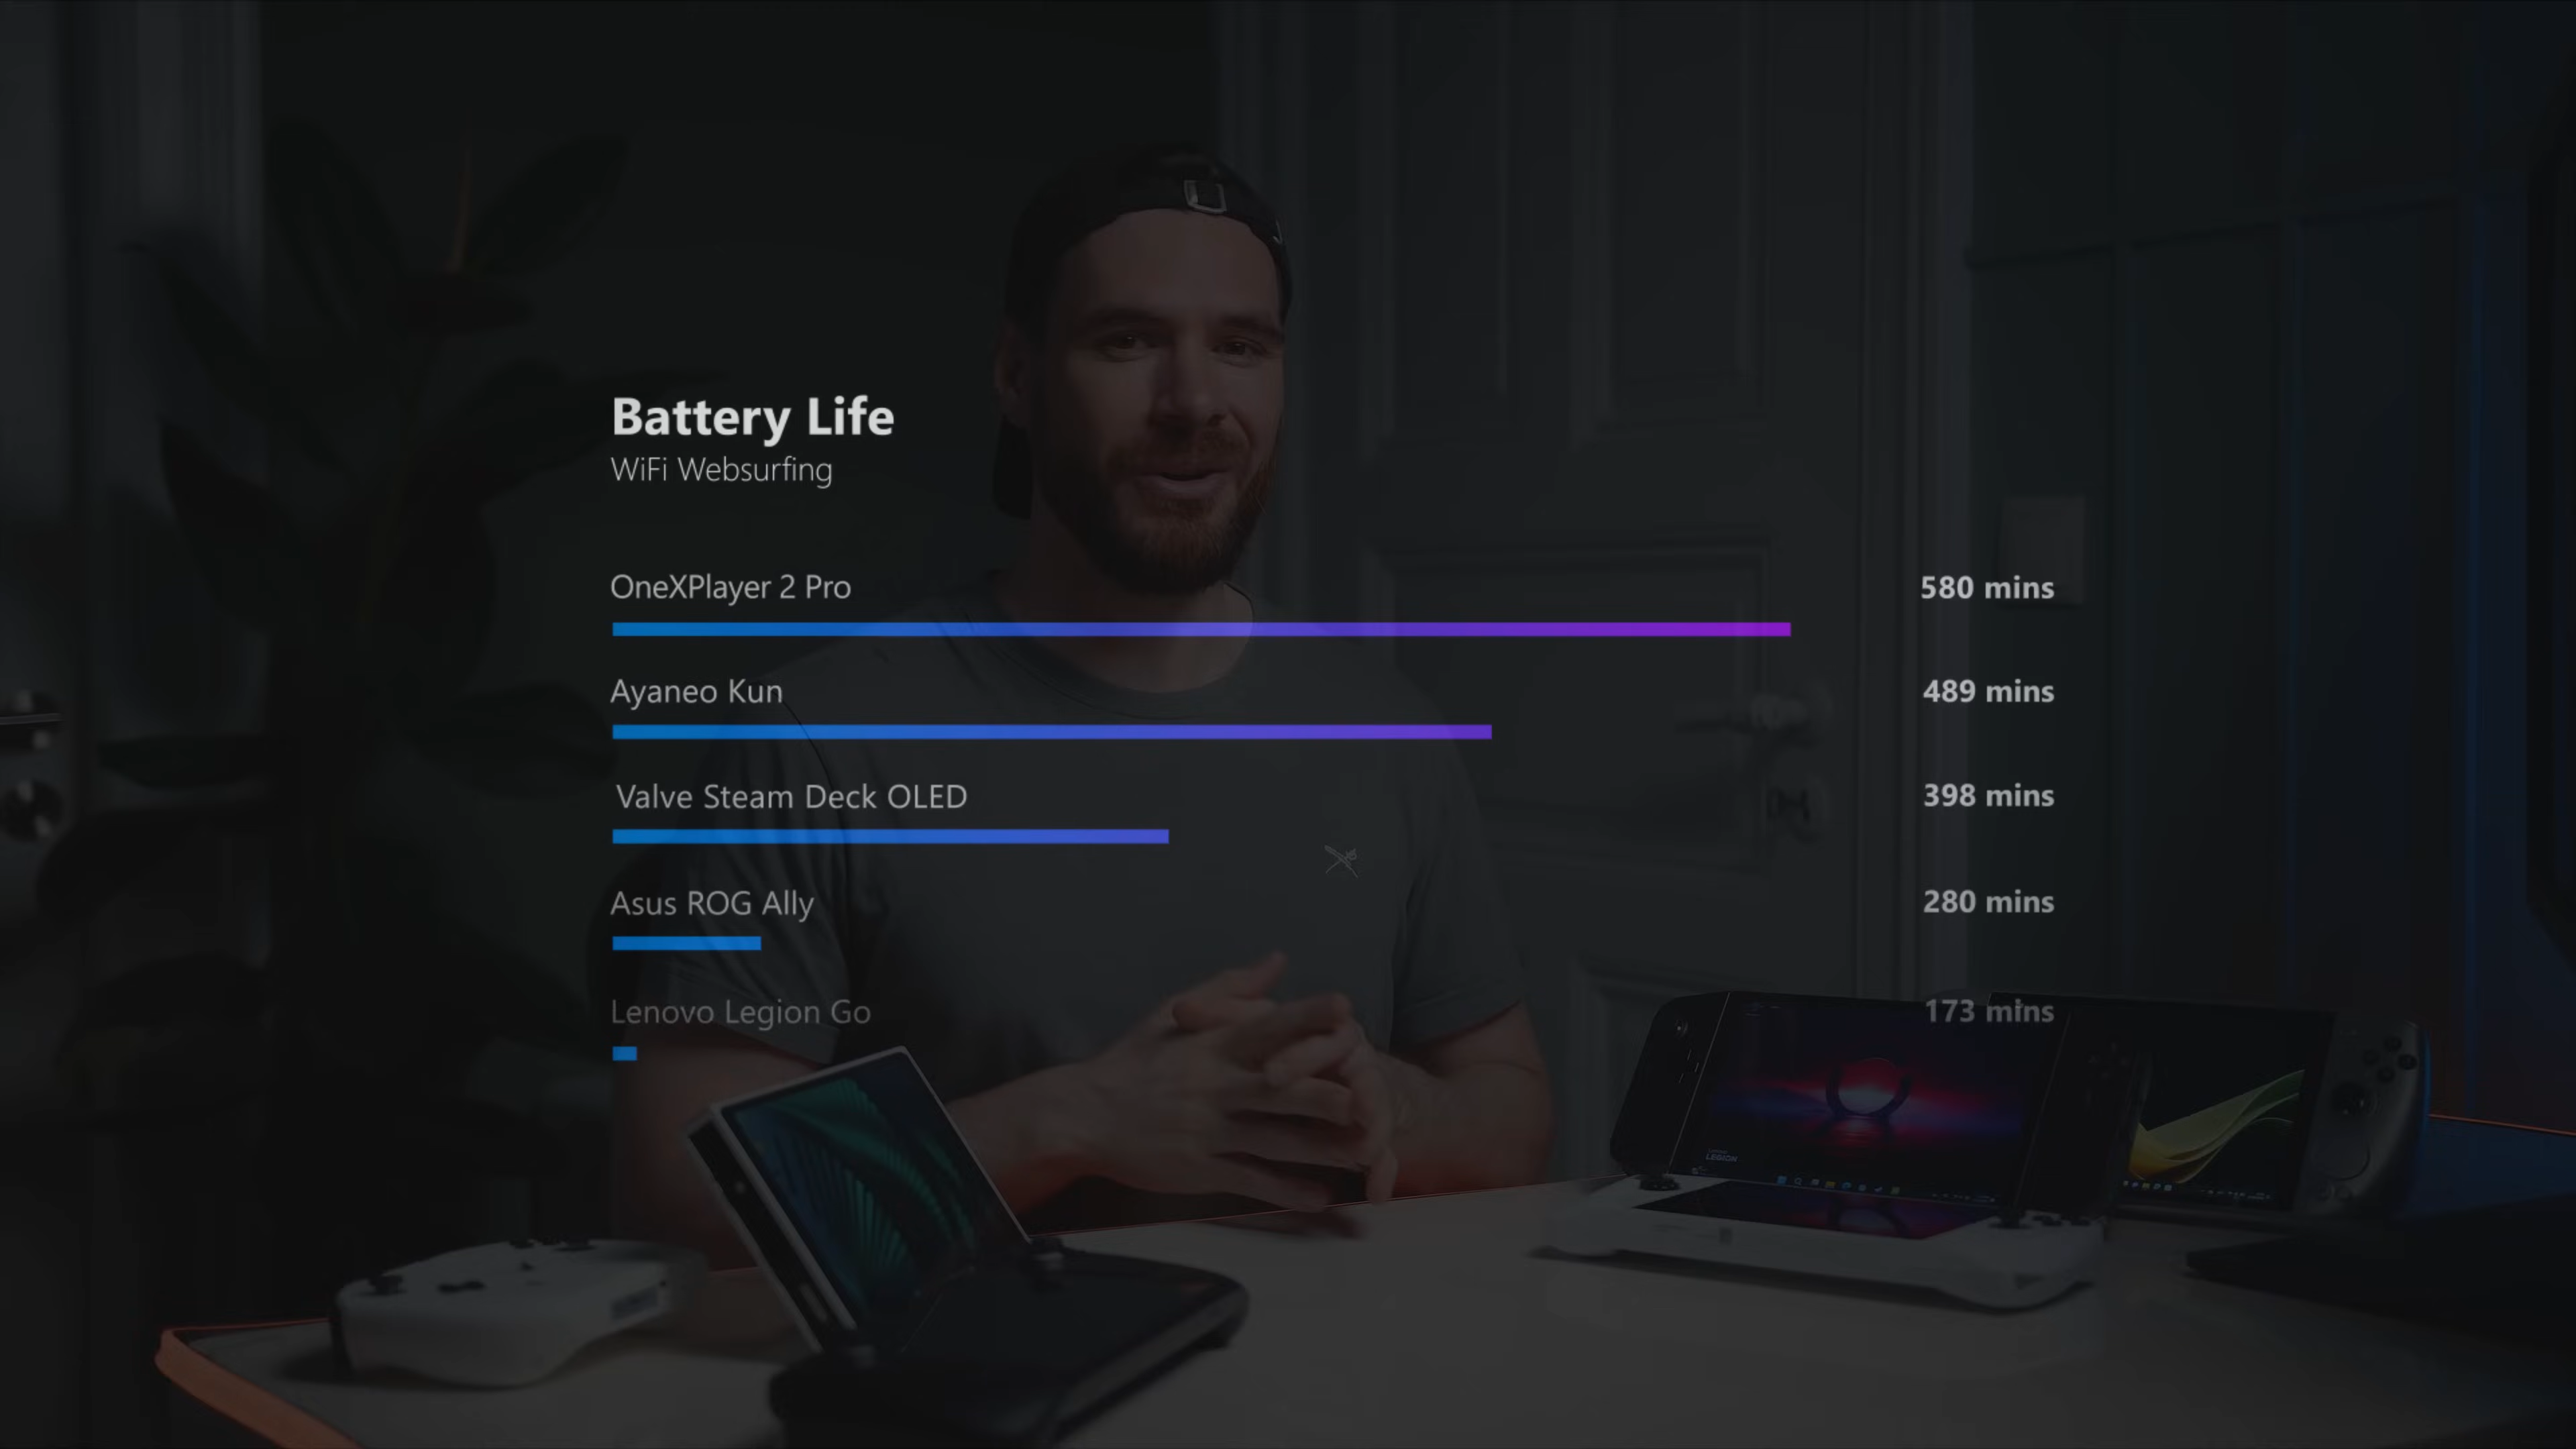 Battery Life
WiFi Websurfing
OneXPlayer 2 Pro 580 mins
Ayaneo Kun 489 mins
Valve Steam Deck OLED 398 mins
Asus ROG Ally 280 mins
Lenovo Legion Go 173 mins
LEGION